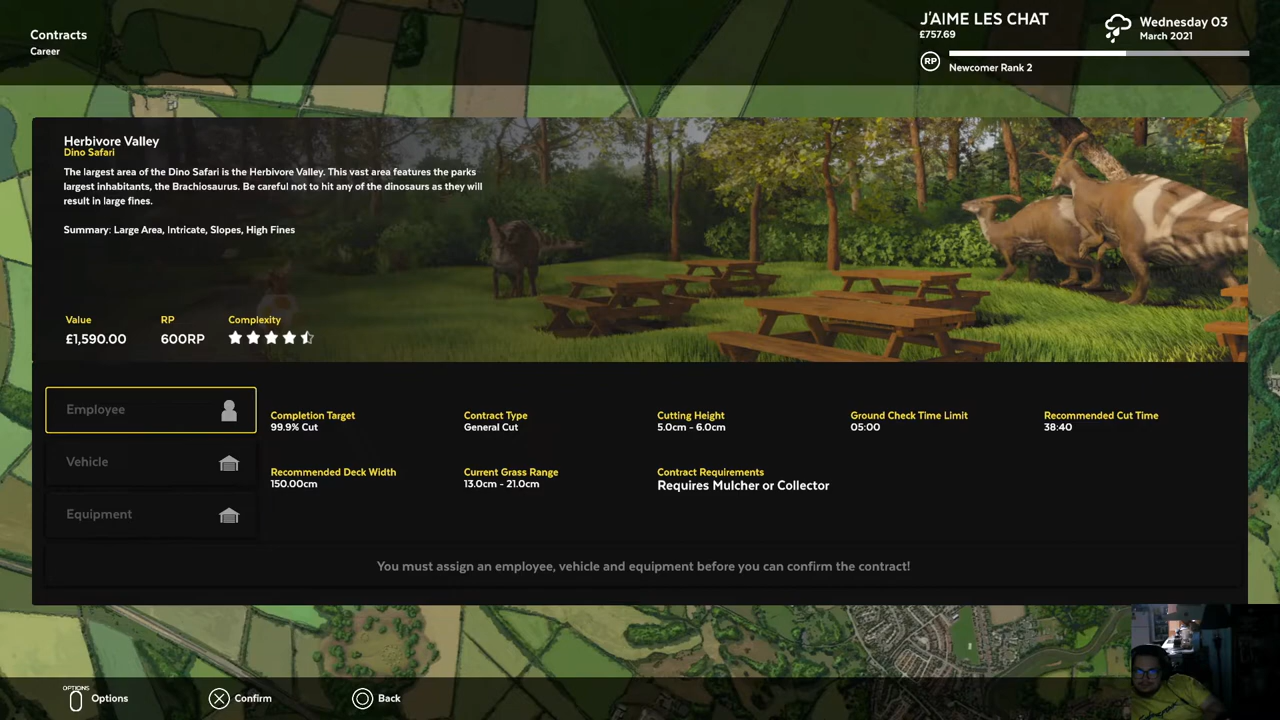 Contracts
Career
J'AIME LES CHAT
£757.69
Wednesday 03
March 2021
RP
Newcomer Rank 2
Herbivore Valley
Dino Safari
The largest area of the Dino Safari is the Herbivore Valley. This vast area features the parks
largest inhabitants, the Brachiosaurus. Be careful not to hit any of the dinosaurs as they will
result in large fines.
Summary: Large Area, Intricate, Slopes, High Fines
Value
RP
Complexity
£1,590.00
600RP
Employee
Vehicle
Equipment
Completion Target
99.9% Cut
Contract Type
General Cut
Cutting Height
5.0cm - 6.0cm
Ground Check Time Limit
05:00
Recommended Cut Time
38:40
Recommended Deck Width
150.00cm
Current Grass Range
13.0cm - 21.0cm
Contract Requirements
Requires Mulcher or Collector
You must assign an employee, vehicle and equipment before you can confirm the contract!
OPTIONS
Options
Confirm
Back